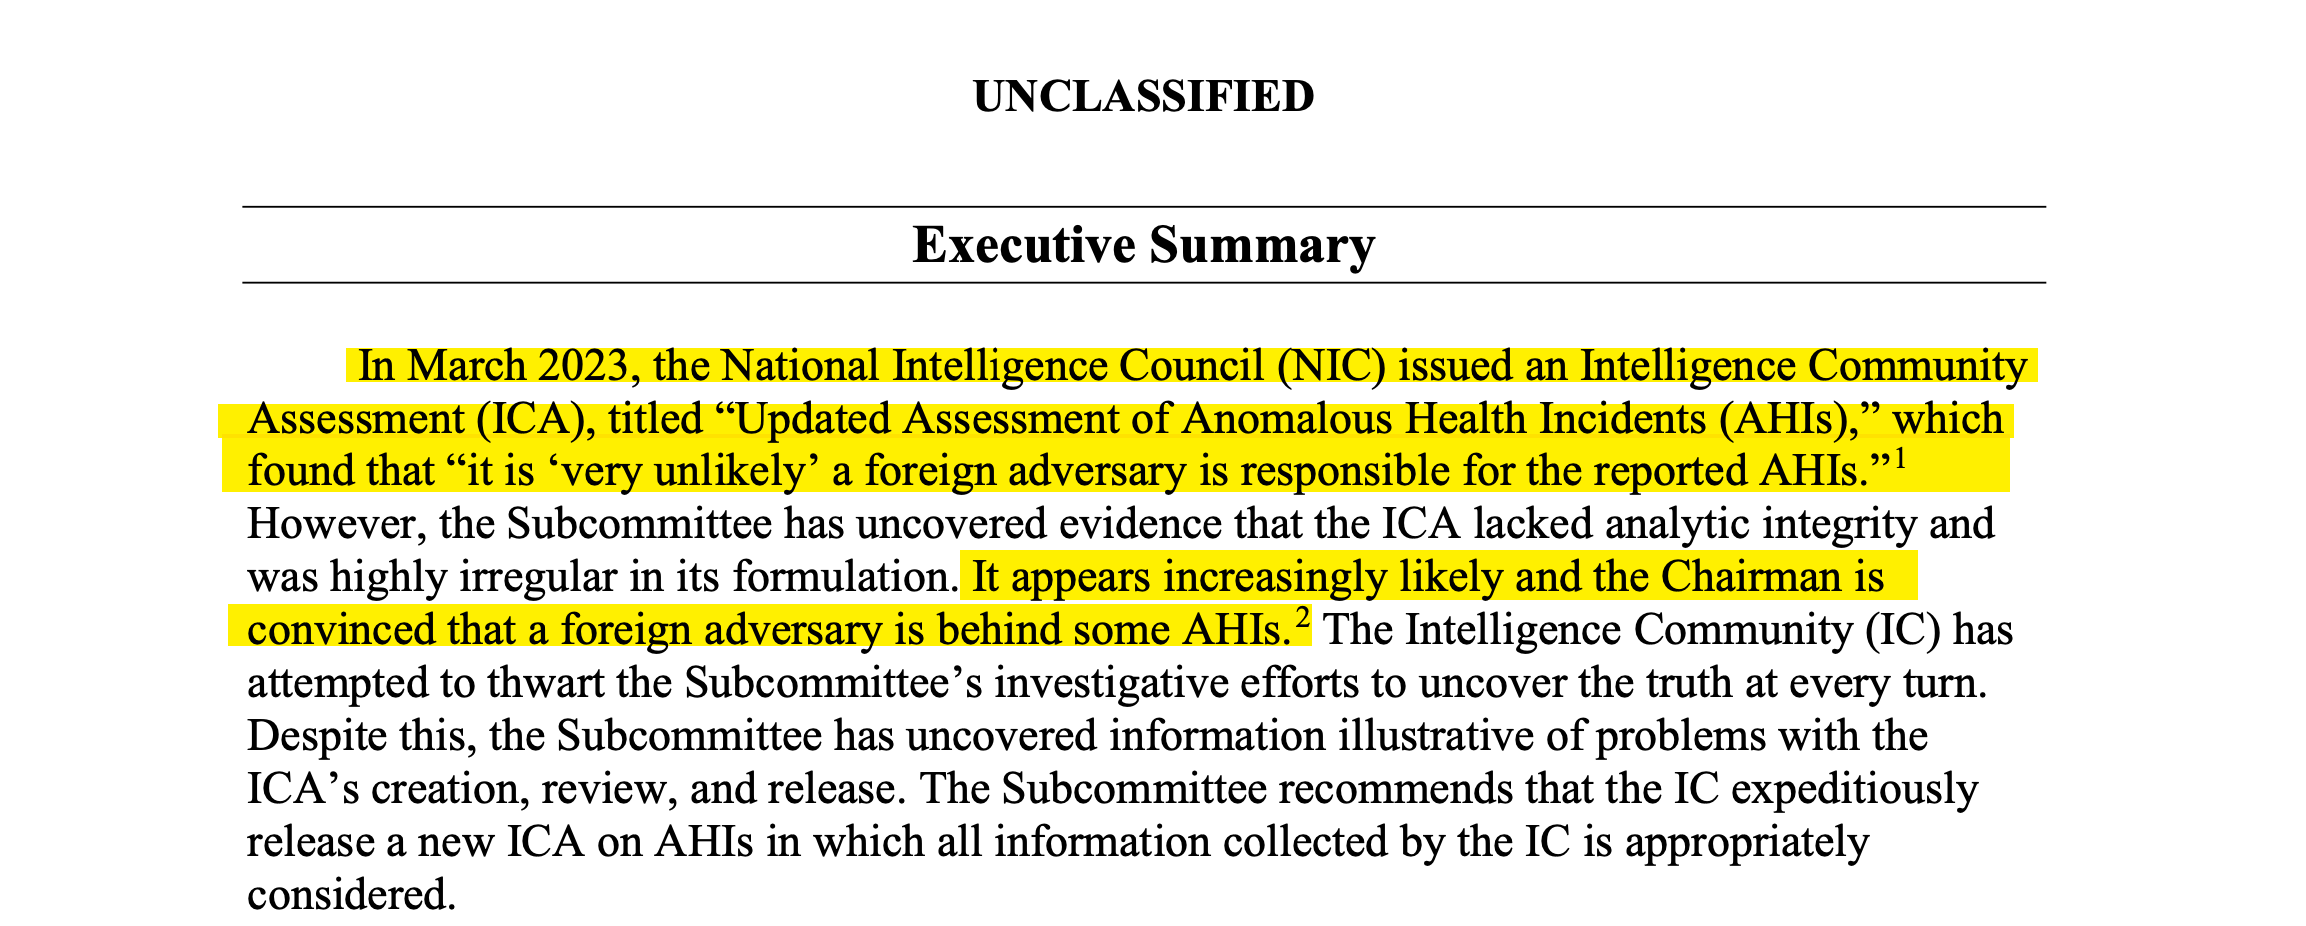 UNCLASSIFIED
Executive Summary
In March 2023, the National Intelligence Council (NIC) issued an Intelligence Community
Assessment (ICA), titled “Updated Assessment of Anomalous Health Incidents (AHIs),” which
found that “it is ‘very unlikely’ a foreign adversary is responsible for the reported AHIs.”1
However, the Subcommittee has uncovered evidence that the ICA lacked analytic integrity and
was highly irregular in its formulation. It appears increasingly likely and the Chairman is
convinced that a foreign adversary is behind some AHIs.2 The Intelligence Community (IC) has
attempted to thwart the Subcommittee’s investigative efforts to uncover the truth at every turn.
Despite this, the Subcommittee has uncovered information illustrative of problems with the
ICA’s creation, review, and release. The Subcommittee recommends that the IC expeditiously
release a new ICA on AHIs in which all information collected by the IC is appropriately
considered.